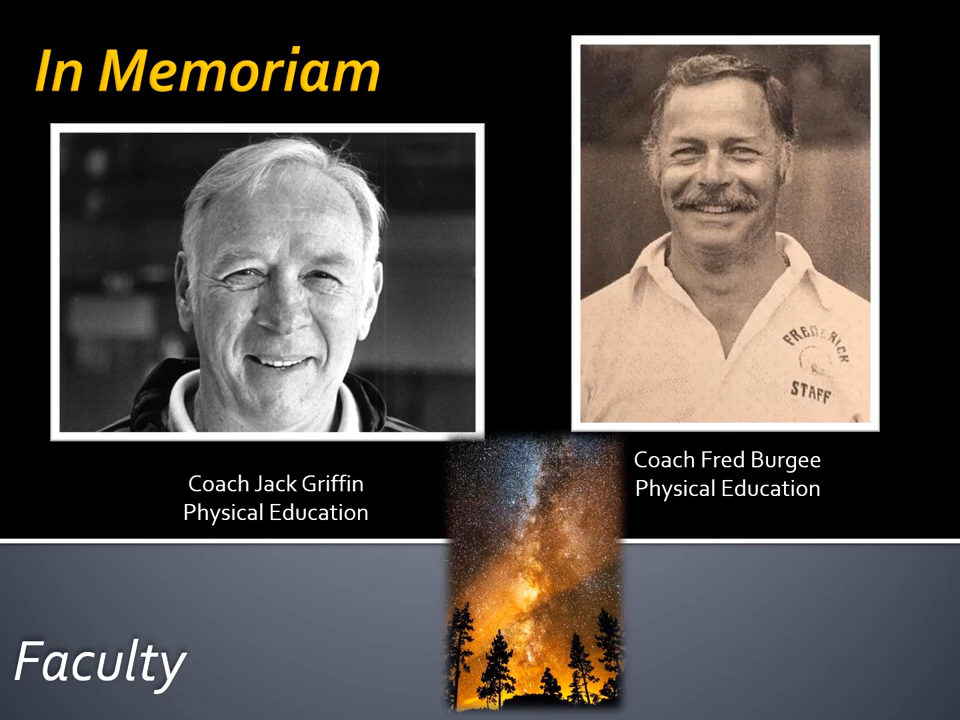 In Memoriam
Coach Jack Griffin
Physical Education
FREDERICK
STAFF
Coach Fred Burgee
Physical Education
Faculty